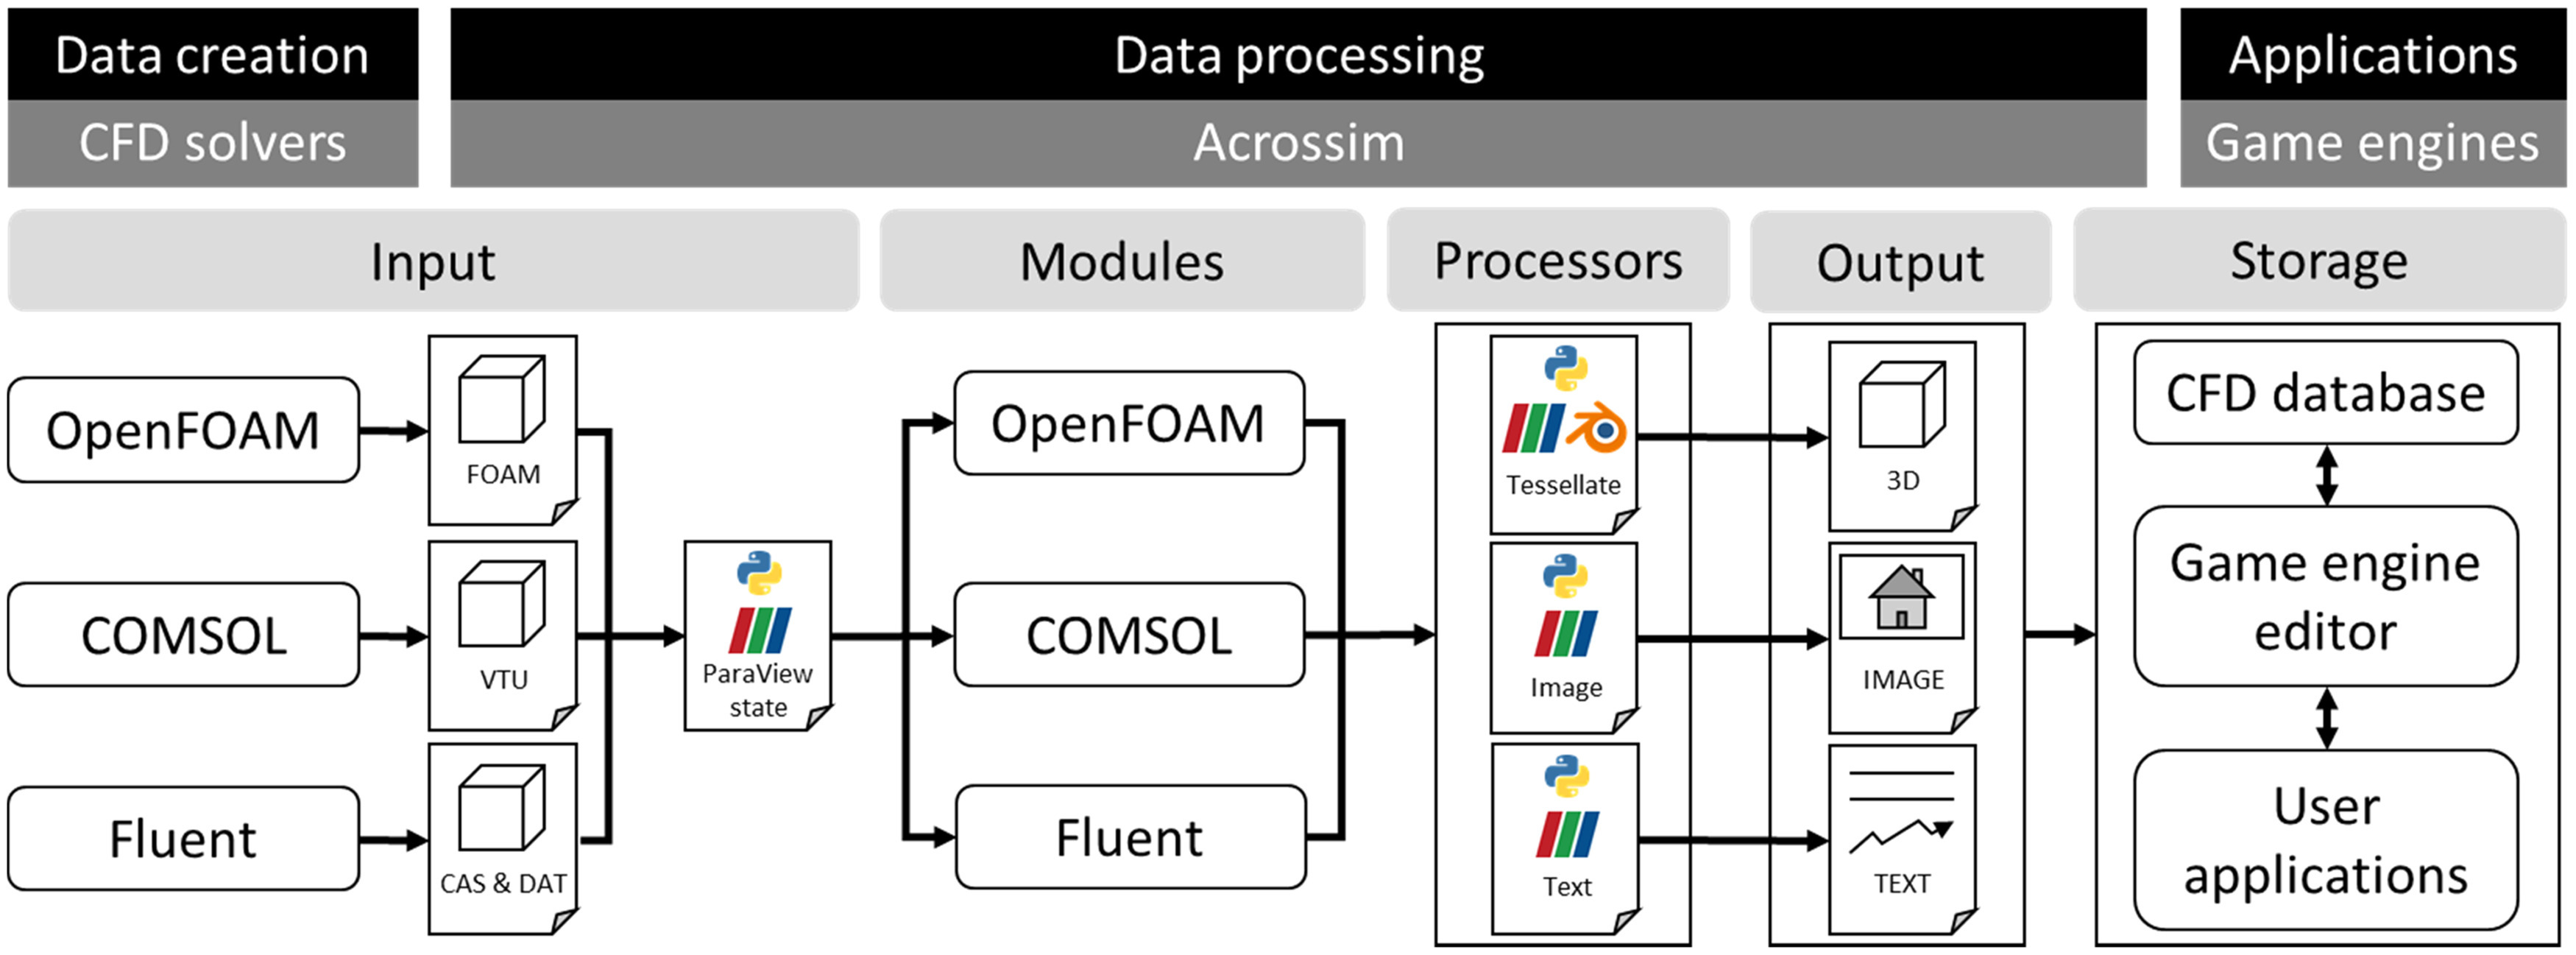 Data creation
Data processing
Applications
CFD solvers
Acrossim
Game engines
Input
Modules
Processors
Output
Storage
OpenFOAM
FOAM
COMSOL
VTU
Fluent
CAS & DAT
ParaView
state
OpenFOAM
COMSOL
Fluent
Tessellate
Image
Text
3D
IMAGE
TEXT
CFD database
Game engine
editor
User
applications